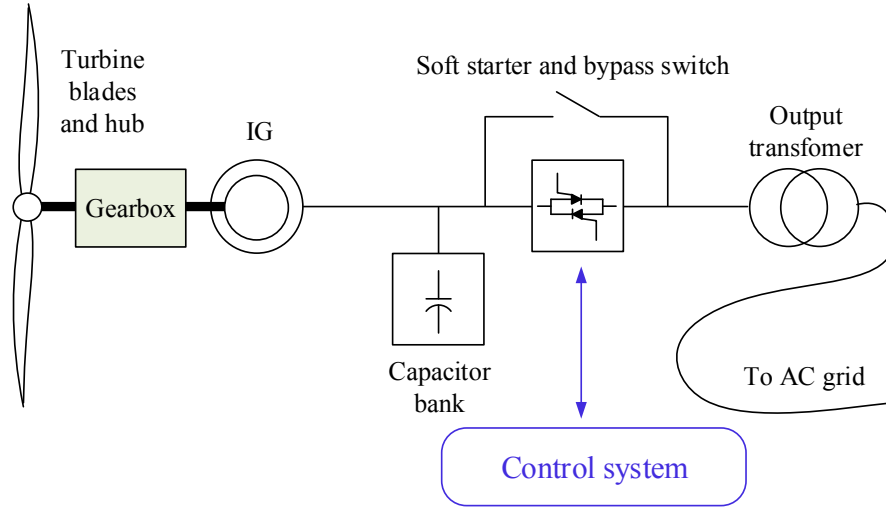 Turbine
blades
and hub
Gearbox
IG
Soft starter and bypass switch
Output
transfomer
Capacitor
bank
To AC grid
Control system